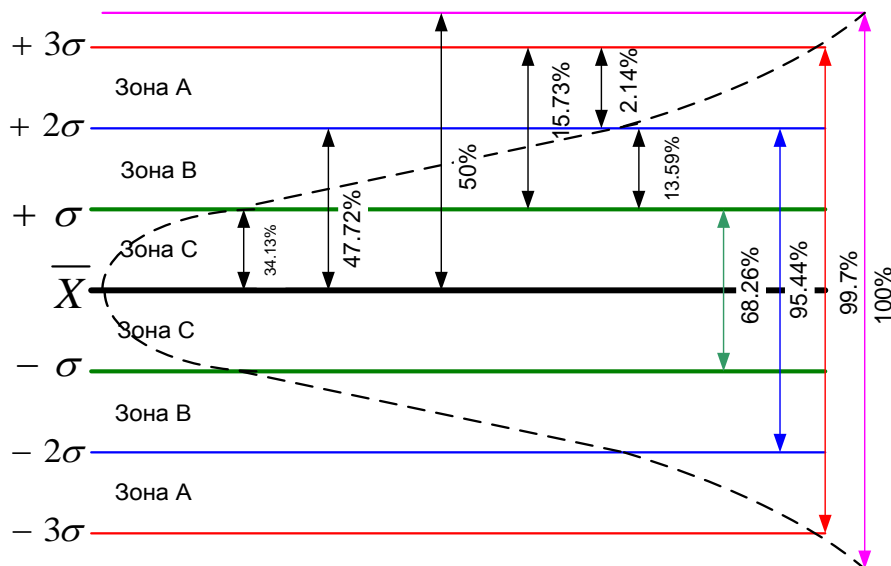 + 3σ
Зона А
+ 2σ
Зона В
+ σ
Зона С
X̄
Зона С
− σ
Зона В
− 2σ
Зона А
− 3σ
34.13%
47.72%
50%
15.73%
2.14%
13.59%
68.26%
95.44%
99.7%
100%